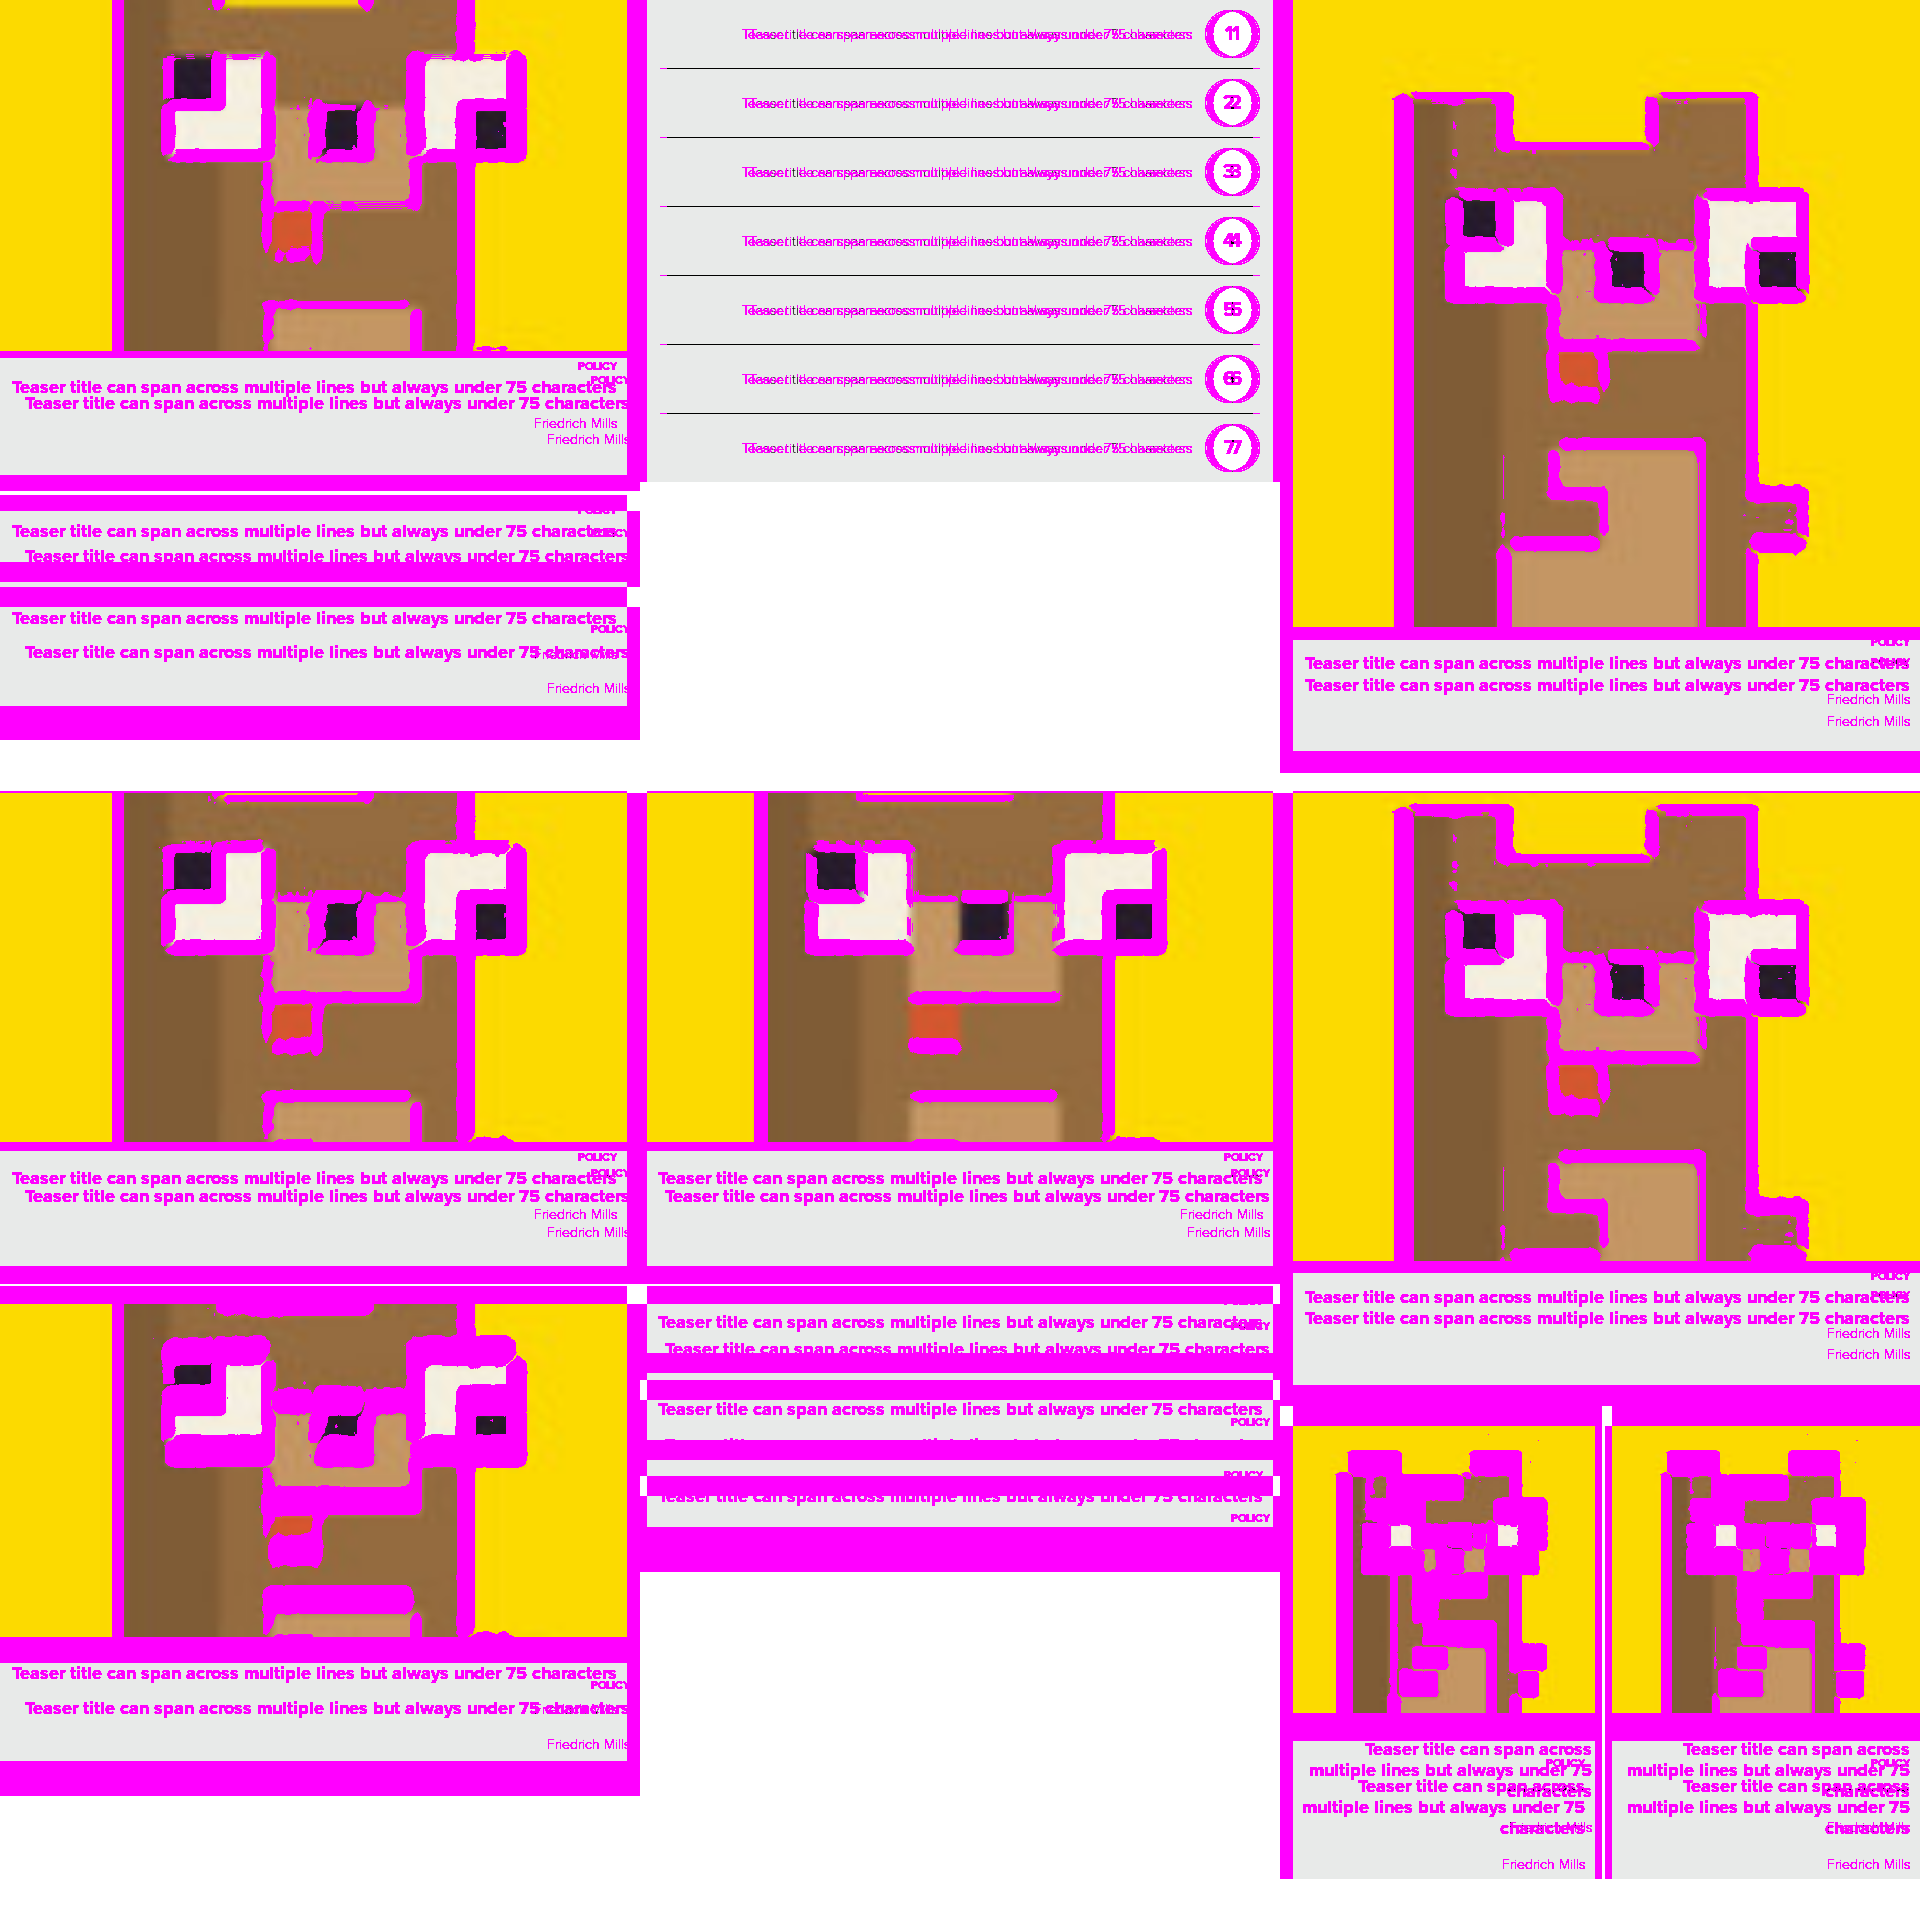 POLICY
POLICY
Teaser title can span across multiple lines but always under 75 characters
Teaser title can span across multiple lines but always under 75 characters
Friedrich Mills
Friedrich Mills
Teaser title can span across multiple lines but always under 75 characters
Teaser title can span across multiple lines but always under 75 characters
Teaser title can span across multiple lines but always under 75 characters
POLICY
Teaser title can span across multiple lines but always under 75 characters
Friedrich Mills
Teaser title can span across multiple lines but always under 75 characters
1
Teaser title can span across multiple lines but always under 75 characters
2
Teaser title can span across multiple lines but always under 75 characters
3
Teaser title can span across multiple lines but always under 75 characters
4
Teaser title can span across multiple lines but always under 75 characters
5
Teaser title can span across multiple lines but always under 75 characters
6
Teaser title can span across multiple lines but always under 75 characters
7
POLICY
Teaser title can span across multiple lines but always under 75 characters
Teaser title can span across multiple lines but always under 75 characters
Friedrich Mills
Friedrich Mills
POLICY
POLICY
Teaser title can span across multiple lines but always under 75 characters
Teaser title can span across multiple lines but always under 75 characters
Friedrich Mills
Friedrich Mills
POLICY
POLICY
Teaser title can span across multiple lines but always under 75 characters
Teaser title can span across multiple lines but always under 75 characters
Friedrich Mills
Friedrich Mills
POLICY
Teaser title can span across multiple lines but always under 75 characters
Teaser title can span across multiple lines but always under 75 characters
Friedrich Mills
Friedrich Mills
Teaser title can span across multiple lines but always under 75 characters
POLICY
Teaser title can span across multiple lines but always under 75 characters
Friedrich Mills
Teaser title can span across multiple lines but always under 75 characters
Teaser title can span across multiple lines but always under 75 characters
Teaser title can span across multiple lines but always under 75 characters
POLICY
Teaser title can span across multiple lines but always under 75 characters
POLICY
Teaser title can span across
POLICY
multiple lines but always under 75
Teaser title can span across
characters
multiple lines but always under 75
characters
Friedrich Mills
Teaser title can span across
POLICY
multiple lines but always under 75
Teaser title can span across
characters
multiple lines but always under 75
characters
Friedrich Mills